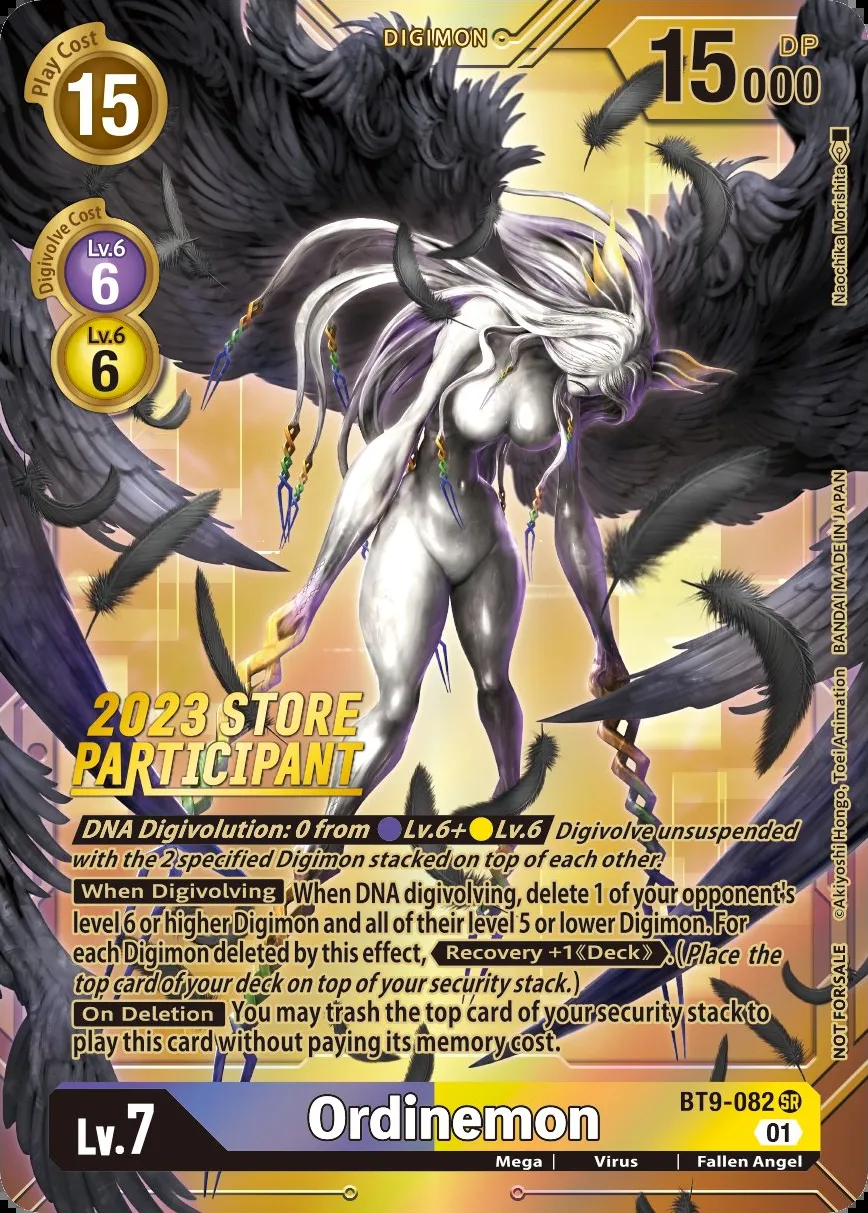 DIGIMON
Play Cost
15
15000
DP
Digivolve Cost
Lv.6
6
Lv.6
6
Naochika Morishita
2023 STORE
PARTICIPANT
DNA Digivolution: 0 from Lv.6+ Lv.6 Digivolve unsuspended
with the 2 specified Digimon stacked on top of each other.
When Digivolving When DNA digivolving, delete 1 of your opponent's
level 6 or higher Digimon and all of their level 5 or lower Digimon. For
each Digimon deleted by this effect, Recovery +1《Deck》. (Place the
top card of your deck on top of your security stack.)
On Deletion You may trash the top card of your security stack to
play this card without paying its memory cost.
NOT FOR SALE ©Akiyoshi Hongo, Toei Animation BANDAI MADE IN JAPAN
Lv.7
Ordinemon
BT9-082 SR
01
Mega | Virus | Fallen Angel